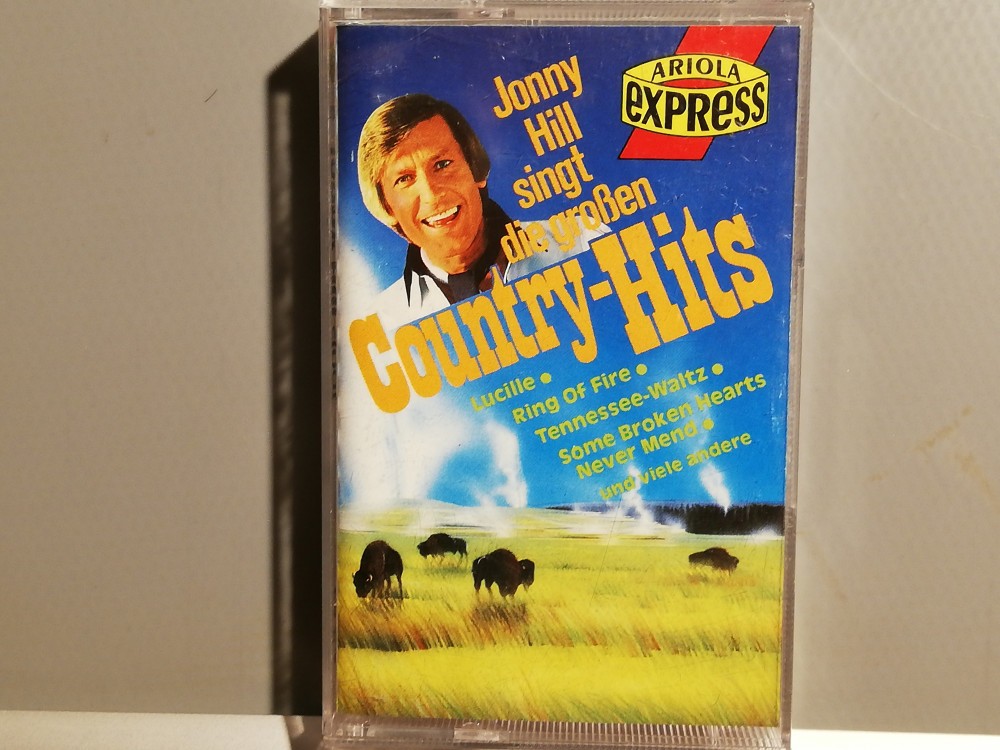 Jonny
Hill
singt
die großen
Country-Hits
ARIOLA
EXPRESS
Lucille •
Ring Of Fire •
Tennessee-Waltz •
Some Broken Hearts
Never Mend •
und viele andere